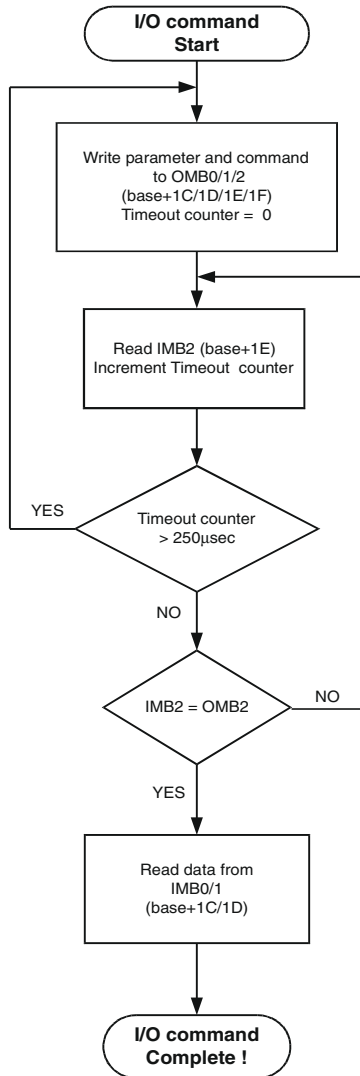 I/O command
Start
Write parameter and command
to OMB0/1/2
(base+1C/1D/1E/1F)
Timeout counter = 0
Read IMB2 (base+1E)
Increment Timeout counter
YES
Timeout counter
> 250µsec
NO
IMB2 = OMB2
NO
YES
Read data from
IMB0/1
(base+1C/1D)
I/O command
Complete !